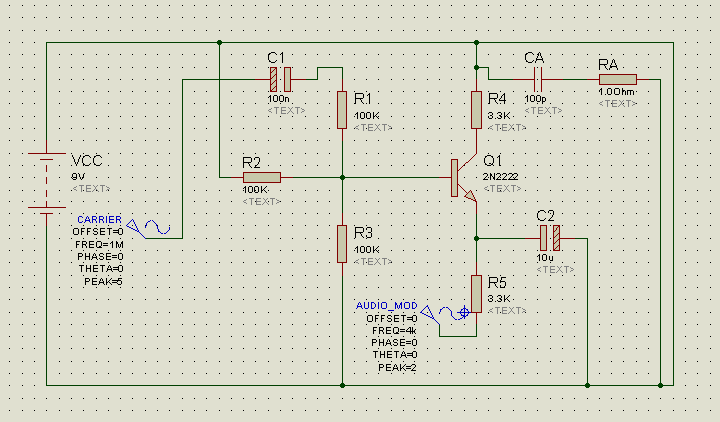 C1
100n
<TEXT>
CA
100p
<TEXT>
RA
1.0Ohm
<TEXT>
R1
100K
<TEXT>
R4
3.3K
<TEXT>
VCC
9V
<TEXT>
R2
100K
<TEXT>
Q1
2N2222
<TEXT>
CARRIER
OFFSET=0
FREQ=1M
PHASE=0
THETA=0
PEAK=5
R3
100K
<TEXT>
C2
10u
<TEXT>
R5
3.3K
<TEXT>
AUDIO_MOD
OFFSET=0
FREQ=4k
PHASE=0
THETA=0
PEAK=2